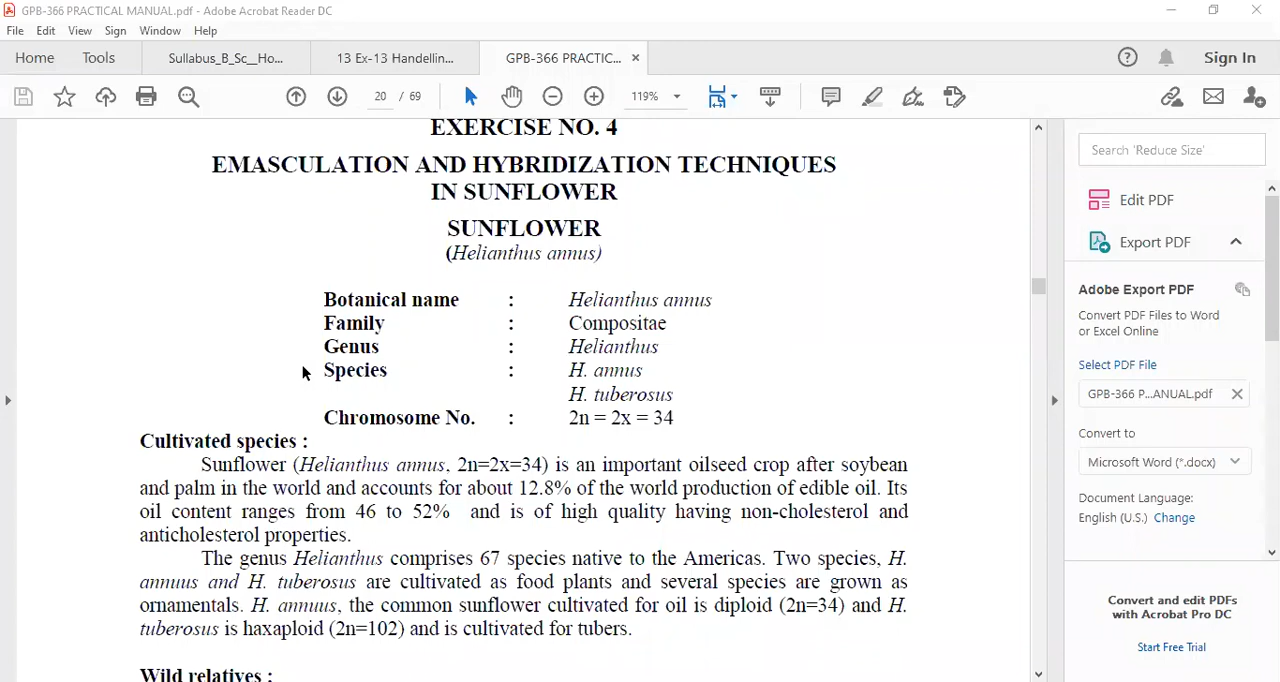 GPB-366 PRACTICAL MANUAL.pdf - Adobe Acrobat Reader DC
File Edit View Sign Window Help
Home Tools Sullabus_B_Sc__Ho... 13 Ex-13 Handelling... GPB-366 PRACTIC... × Sign In
20 / 69 119%
EXERCISE NO. 4
EMASCULATION AND HYBRIDIZATION TECHNIQUES
IN SUNFLOWER
SUNFLOWER
(Helianthus annus)
Botanical name : Helianthus annus
Family : Compositae
Genus : Helianthus
Species : H. annus
H. tuberosus
Chromosome No. : 2n = 2x = 34
Cultivated species :
Sunflower (Helianthus annus, 2n=2x=34) is an important oilseed crop after soybean
and palm in the world and accounts for about 12.8% of the world production of edible oil. Its
oil content ranges from 46 to 52% and is of high quality having non-cholesterol and
anticholesterol properties.
The genus Helianthus comprises 67 species native to the Americas. Two species, H.
annuus and H. tuberosus are cultivated as food plants and several species are grown as
ornamentals. H. annuus, the common sunflower cultivated for oil is diploid (2n=34) and H.
tuberosus is haxaploid (2n=102) and is cultivated for tubers.
Wild relatives :
Search 'Reduce Size'
Edit PDF
Export PDF
Adobe Export PDF
Convert PDF Files to Word
or Excel Online
Select PDF File
GPB-366 P...ANUAL.pdf
Convert to
Microsoft Word (*.docx)
Document Language:
English (U.S.) Change
Convert and edit PDFs
with Acrobat Pro DC
Start Free Trial